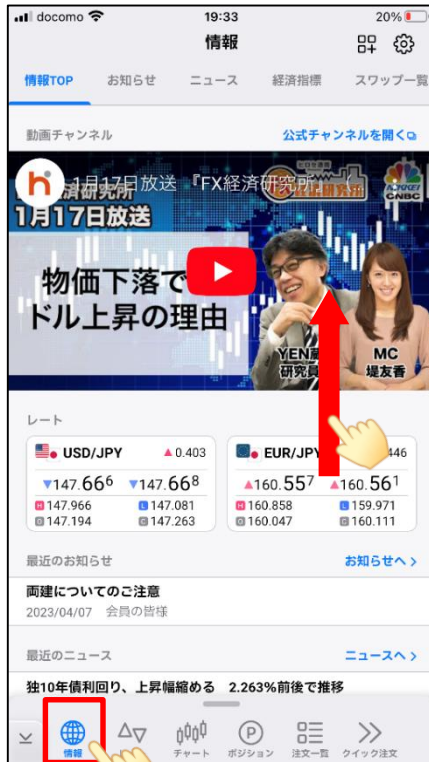 docomo 19:33 20%
情報
情報TOP お知らせ ニュース 経済指標 スワップ一覧
動画チャンネル 公式チャンネルを開く
1月17日放送 『FX経済研究所』
1月17日放送
物価下落で
ドル上昇の理由
NIKKEI
CNBC
YEN蔵
研究員
MC
堤友香
レート
USD/JPY ▲0.403
▼147.666 ▼147.668
H 147.966 L 147.081
O 147.194 C 147.263
EUR/JPY 446
▲160.557 ▲160.561
H 160.858 L 159.971
O 160.047 C 160.111
最近のお知らせ お知らせへ >
両建についてのご注意
2023/04/07 会員の皆様
最近のニュース ニュースへ >
独10年債利回り、上昇幅縮める 2.263%前後で推移
情報 チャート ポジション 注文一覧 クイック注文